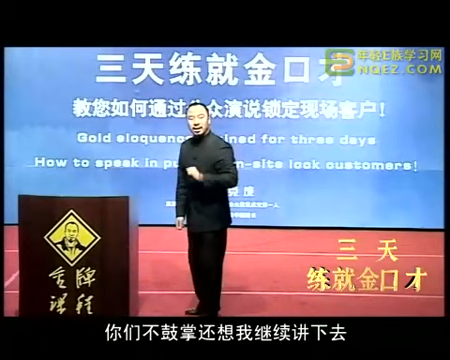 年轻E族学习网
NQEZ.COM
三天练就金口才
教您如何通过公众演说锁定现场客户!
Gold eloquence
ined for three days
How to speak in pu
n-site lock customers!
三天
练就金口才
金牌
课程
你们不鼓掌还想我继续讲下去